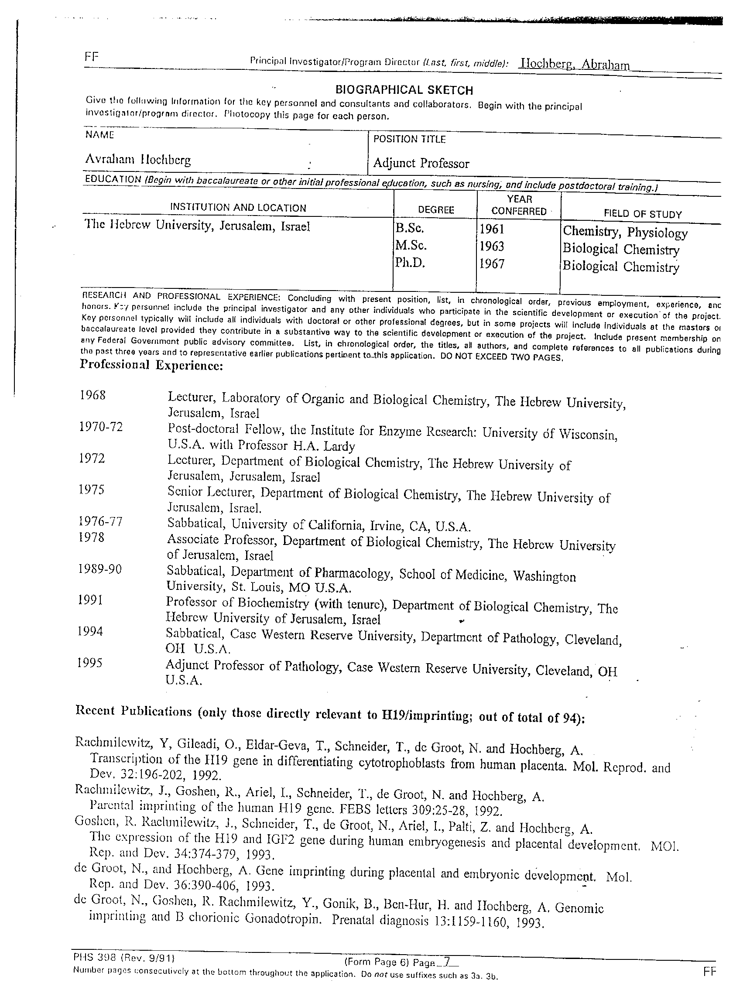 FF
Principal Investigator/Program Director (Last, first, middle): Hochberg, Abraham
BIOGRAPHICAL SKETCH
Give the following information for the key personnel and consultants and collaborators. Begin with the principal
investigator/program director. Photocopy this page for each person.
NAME
POSITION TITLE
Avraham Hochberg
Adjunct Professor
EDUCATION (Begin with baccalaureate or other initial professional education, such as nursing, and include postdoctoral training.)
INSTITUTION AND LOCATION DEGREE YEAR CONFERRED FIELD OF STUDY
The Hebrew University, Jerusalem, Israel B.Sc. 1961 Chemistry, Physiology
M.Sc. 1963 Biological Chemistry
Ph.D. 1967 Biological Chemistry
RESEARCH AND PROFESSIONAL EXPERIENCE: Concluding with present position, list, in chronological order, previous employment, experience, and
honors. Key personnel include the principal investigator and any other individuals who participate in the scientific development or execution of the project.
Key personnel typically will include all individuals with doctoral or other professional degrees, but in some projects will include individuals at the masters or
baccalaureate level provided they contribute in a substantive way to the scientific development or execution of the project. Include present membership on
any Federal Government public advisory committee. List, in chronological order, the titles, all authors, and complete references to all publications during
the past three years and to representative earlier publications pertinent to this application. DO NOT EXCEED TWO PAGES.
Professional Experience:
1968 Lecturer, Laboratory of Organic and Biological Chemistry, The Hebrew University,
Jerusalem, Israel
1970-72 Post-doctoral Fellow, the Institute for Enzyme Research: University of Wisconsin,
U.S.A. with Professor H.A. Lardy
1972 Lecturer, Department of Biological Chemistry, The Hebrew University of
Jerusalem, Jerusalem, Israel
1975 Senior Lecturer, Department of Biological Chemistry, The Hebrew University of
Jerusalem, Israel.
1976-77 Sabbatical, University of California, Irvine, CA, U.S.A.
1978 Associate Professor, Department of Biological Chemistry, The Hebrew University
of Jerusalem, Israel
1989-90 Sabbatical, Department of Pharmacology, School of Medicine, Washington
University, St. Louis, MO U.S.A.
1991 Professor of Biochemistry (with tenure), Department of Biological Chemistry, The
Hebrew University of Jerusalem, Israel
1994 Sabbatical, Case Western Reserve University, Department of Pathology, Cleveland,
OH U.S.A.
1995 Adjunct Professor of Pathology, Case Western Reserve University, Cleveland, OH
U.S.A.
Recent Publications (only those directly relevant to H19/imprinting; out of total of 94):
Rachmilewitz, Y, Gileadi, O., Eldar-Geva, T., Schneider, T., de Groot, N. and Hochberg, A.
Transcription of the H19 gene in differentiating cytotrophoblasts from human placenta. Mol. Reprod. and
Dev. 32:196-202, 1992.
Rachmilewitz, J., Goshen, R., Ariel, I., Schneider, T., de Groot, N. and Hochberg, A.
Parental imprinting of the human H19 gene. FEBS letters 309:25-28, 1992.
Goshen, R. Rachmilewitz, J., Schneider, T., de Groot, N., Ariel, I., Palti, Z. and Hochberg, A.
The expression of the H19 and IGF2 gene during human embryogenesis and placental development. MOl.
Rep. and Dev. 34:374-379, 1993.
de Groot, N., and Hochberg, A. Gene imprinting during placental and embryonic development. Mol.
Rep. and Dev. 36:390-406, 1993.
de Groot, N., Goshen, R. Rachmilewitz, Y., Gonik, B., Ben-Hur, H. and Hochberg, A. Genomic
imprinting and B chorionic Gonadotropin. Prenatal diagnosis 13:1159-1160, 1993.
PHS 398 (Rev. 9/91) (Form Page 6) Page 7
Number pages consecutively at the bottom throughout the application. Do not use suffixes such as 3a, 3b. FF